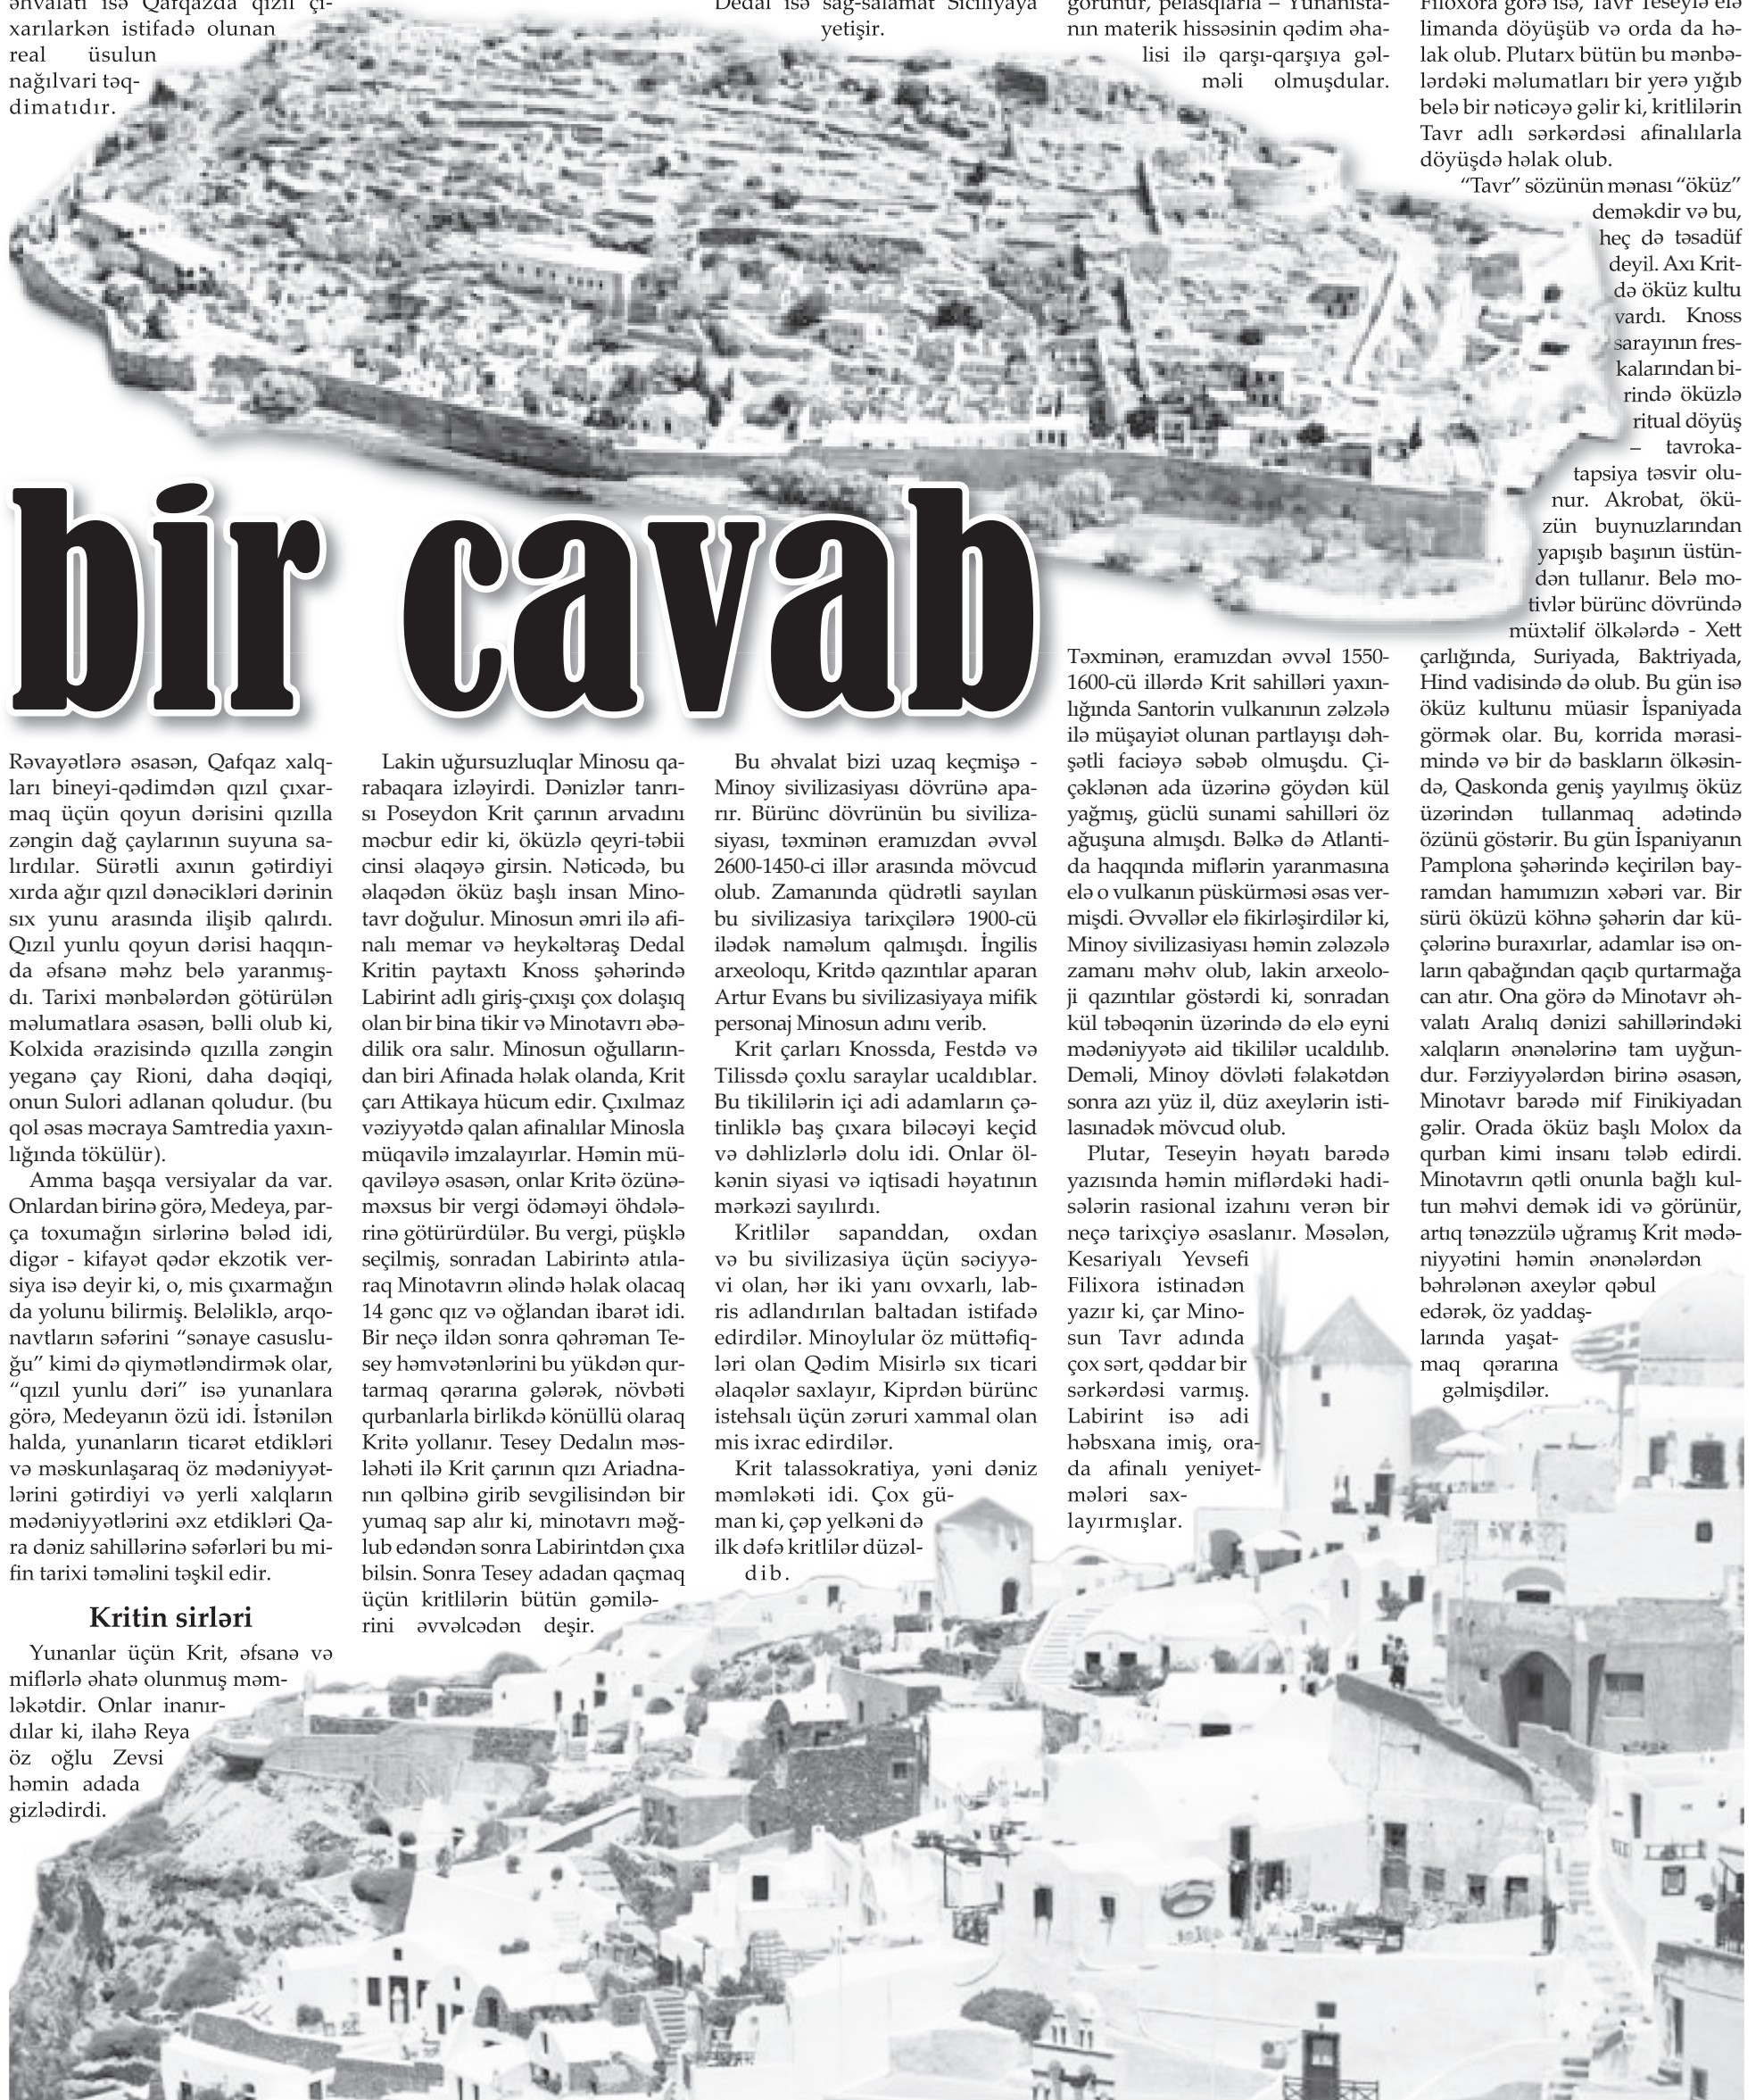 əhvalatı isə Qafqazda qızıl çı-
xarılarkən istifadə olunan
real üsulun
nağılvari təq-
dimatıdır.
Dedal isə sağ-salamat Siciliyaya
yetişir.
görünür, pelasqlarla – Yunanısta-
nın materik hissəsinin qədim əha-
lisi ilə qarşı-qarşıya gəl-
məli olmuşdular.
Filoxora görə isə, Tavr Teseylə elə
limanda döyüşüb və orda da hə-
lak olub. Plutarx bütün bu mənbə-
lərdəki məlumatları bir yerə yığıb
belə bir nəticəyə gəlir ki, kritlilərin
Tavr adlı sərkərdəsi afinalılarla
döyüşdə həlak olub.
“Tavr” sözünün mənası “öküz”
deməkdir və bu,
heç də təsadüf
deyil. Axı Krit-
də öküz kultu
vardı. Knoss
sarayının fres-
kalarından bi-
rində öküzlə
ritual döyüş
– tavroka-
tapsiya təsvir olu-
nur. Akrobat, ökü-
zün buynuzlarından
yapışıb başının üstün-
dən tullanır. Belə mo-
tivlər bürünc dövründə
müxtəlif ölkələrdə - Xett
çarlığında, Suriyada, Baktriyada,
Hind vadisində də olub. Bu gün isə
öküz kultunu müasir İspaniyada
görmək olar. Bu, korrida mərasi-
mində və bir də baskların ölkəsin-
də, Qaskonda geniş yayılmış öküz
üzərindən tullanmaq adətində
özünü göstərir. Bu gün İspaniyanın
Pamplona şəhərində keçirilən bay-
ramdan hamımızın xəbəri var. Bir
sürü öküzü köhnə şəhərin dar kü-
çələrinə buraxırlar, adamlar isə on-
ların qabağından qaçıb qurtarmağa
can atır. Ona görə də Minotavr əh-
valatı Aralıq dənizi sahillərindəki
xalqların ənənələrinə tam uyğun-
dur. Fərziyyələrdən birinə əsasən,
Minotavr barədə mif Finikiyadan
gəlir. Orada öküz başlı Molox da
qurban kimi insanı tələb edirdi.
Minotavrın qətli onunla bağlı kul-
tun məhvi demək idi və görünür,
artıq tənəzzülə uğramış Krit mədə-
niyyətini həmin ənənələrdən
bəhrələnən axeylər qəbul
edərək, öz yaddaş-
larında yaşat-
maq qərarına
gəlmişdilər.
bir cavab
Rəvayətlərə əsasən, Qafqaz xalq-
ları bineyi-qədimdən qızıl çıxar-
maq üçün qoyun dərisini qızılla
zəngin dağ çaylarının suyuna sa-
lırdılar. Sürətli axının gətirdiyi
xırda ağır qızıl dənəcikləri dərinin
sıx yunu arasında ilişib qalırdı.
Qızıl yunlu qoyun dərisi haqqın-
da əfsanə məhz belə yaranmış-
dı. Tarixi mənbələrdən götürülən
məlumatlara əsasən, bəlli olub ki,
Kolxida ərazisində qızılla zəngin
yeganə çay Rioni, daha dəqiqi,
onun Sulori adlanan qoludur. (bu
qol əsas məcraya Samtredia yaxın-
lığında tökülür).
Amma başqa versiyalar da var.
Onlardan birinə görə, Medeya, par-
ça toxumağın sirlərinə bələd idi,
digər - kifayət qədər ekzotik ver-
siya isə deyir ki, o, mis çıxarmağın
da yolunu bilirmiş. Beləliklə, arqo-
navtların səfərini “sənaye casuslu-
ğu” kimi də qiymətləndirmək olar,
“qızıl yunlu dəri” isə yunanlara
görə, Medeyanın özü idi. İstənilən
halda, yunanların ticarət etdikləri
və məskunlaşaraq öz mədəniyyət-
lərini gətirdiyi və yerli xalqların
mədəniyyətlərini əxz etdikləri Qa-
ra dəniz sahillərinə səfərləri bu mi-
fin tarixi təməlini təşkil edir.
Kritin sirləri
Yunanlar üçün Krit, əfsanə və
miflərlə əhatə olunmuş məm-
ləkətdir. Onlar inanır-
dılar ki, ilahə Reya
öz oğlu Zevsi
həmin adada
gizlədirdi.
Lakin uğursuzluqlar Minosu qa-
rabaqara izləyirdi. Dənizlər tanrı-
sı Poseydon Krit çarının arvadını
məcbur edir ki, öküzlə qeyri-təbii
cinsi əlaqəyə girsin. Nəticədə, bu
əlaqədən öküz başlı insan Mino-
tavr doğulur. Minosun əmri ilə afi-
nalı memar və heykəltəraş Dedal
Kritin paytaxtı Knoss şəhərində
Labirint adlı giriş-çıxışı çox dolaşıq
olan bir bina tikir və Minotavrı əbə-
dilik ora salır. Minosun oğulların-
dan biri Afinada həlak olanda, Krit
çarı Attikaya hücum edir. Çıxılmaz
vəziyyətdə qalan afinalılar Minosla
müqavilə imzalayırlar. Həmin mü-
qaviləyə əsasən, onlar Kritə özünə-
məxsus bir vergi ödəməyi öhdələ-
rinə götürürdülər. Bu vergi, püşklə
seçilmiş, sonradan Labirintə atıla-
raq Minotavrın əlində həlak olacaq
14 gənc qız və oğlandan ibarət idi.
Bir neçə ildən sonra qəhrəman Te-
sey həmvətənlərini bu yükdən qur-
tarmaq qərarına gələrək, növbəti
qurbanlarla birlikdə könüllü olaraq
Kritə yollanır. Tesey Dedalın məs-
ləhəti ilə Krit çarının qızı Ariadna-
nın qəlbinə girib sevgilisindən bir
yumaq sap alır ki, minotavrı məğ-
lub edəndən sonra Labirintdən çıxa
bilsin. Sonra Tesey adadan qaçmaq
üçün kritlilərin bütün gəmilə-
rini əvvəlcədən deşir.
Bu əhvalat bizi uzaq keçmişə -
Minoy sivilizasiyası dövrünə apa-
rır. Bürünc dövrünün bu siviliza-
siyası, təxminən eramızdan əvvəl
2600-1450-ci illər arasında mövcud
olub. Zamanında qüdrətli sayılan
bu sivilizasiya tarixçilərə 1900-cü
ilədək naməlum qalmışdı. İngilis
arxeoloqu, Kritdə qazıntılar aparan
Artur Evans bu sivilizasiyaya mifik
personaj Minosun adını verib.
Krit çarları Knossda, Festdə və
Tilissdə çoxlu saraylar ucaldıblar.
Bu tikililərin içi adi adamların çə-
tinliklə baş çıxara biləcəyi keçid
və dəhlizlərlə dolu idi. Onlar öl-
kənin siyasi və iqtisadi həyatının
mərkəzi sayılırdı.
Kritlilər sapanddan, oxdan
və bu sivilizasiya üçün səciyyə-
vi olan, hər iki yanı ovxarlı, lab-
ris adlandırılan baltadan istifadə
edirdilər. Minoylular öz müttəfiq-
ləri olan Qədim Misirlə sıx ticari
əlaqələr saxlayır, Kiprdən bürünc
istehsalı üçün zəruri xammal olan
mis ixrac edirdilər.
Krit talassokratiya, yəni dəniz
məmləkəti idi. Çox gü-
man ki, çəp yelkəni də
ilk dəfə kritlilər düzəl-
dib.
Təxminən, eramızdan əvvəl 1550-
1600-cü illərdə Krit sahilləri yaxın-
lığında Santorin vulkanının zəlzələ
ilə müşayiət olunan partlayışı dəh-
şətli faciəyə səbəb olmuşdu. Çi-
çəklənən ada üzərinə göydən kül
yağmış, güclü sunami sahilləri öz
ağuşuna almışdı. Bəlkə də Atlanti-
da haqqında miflərin yaranmasına
elə o vulkanın püskürməsi əsas ver-
mişdi. Əvvəllər elə fikirləşirdilər ki,
Minoy sivilizasiyası həmin zələzələ
zamanı məhv olub, lakin arxeolo-
ji qazıntılar göstərdi ki, sonradan
kül təbəqənin üzərində də elə eyni
mədəniyyətə aid tikililər ucaldılıb.
Deməli, Minoy dövləti fəlakətdən
sonra azı yüz il, düz axeylərin isti-
lasınadək mövcud olub.
Plutar, Teseyin həyatı barədə
yazısında həmin miflərdəki hadi-
sələrin rasional izahını verən bir
neçə tarixçiyə əsaslanır. Məsələn,
Kesariyalı Yevsefi
Filixora istinadən
yazır ki, çar Mino-
sun Tavr adında
çox sərt, qəddar bir
sərkərdəsi varmış.
Labirint isə adi
həbsxana imiş, ora-
da afinalı yeniyet-
mələri sax-
layırmışlar.